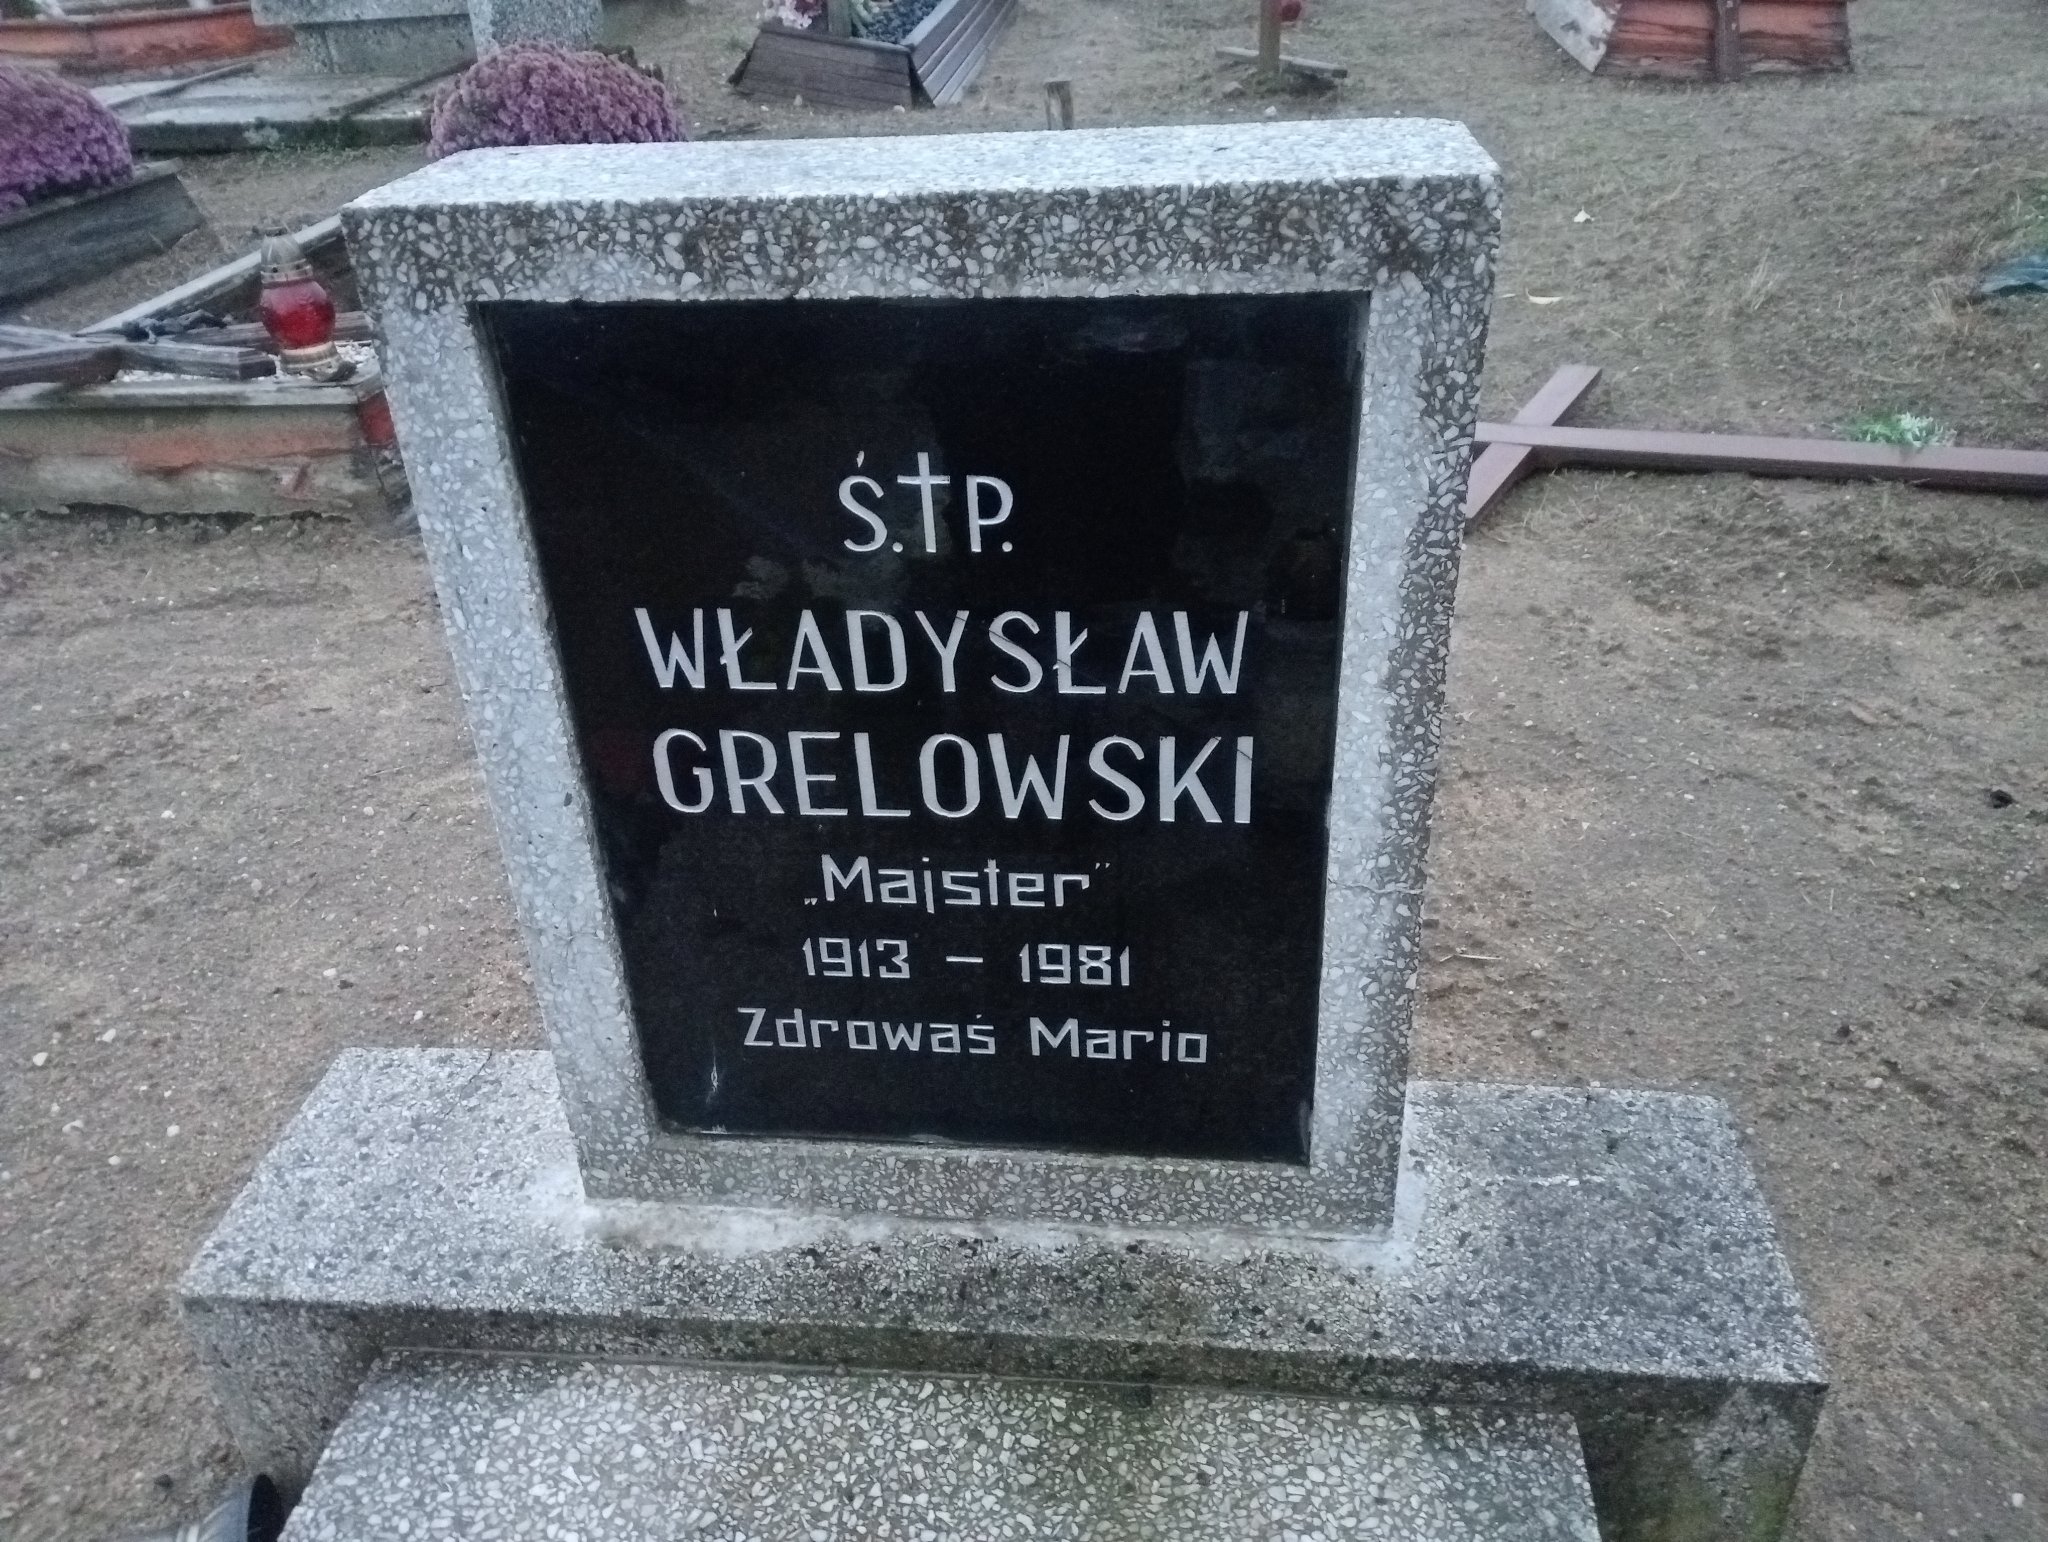 Ś.†P.
WŁADYSŁAW
GRELOWSKI
„Majster"
1913 - 1981
Zdrowaś Mario